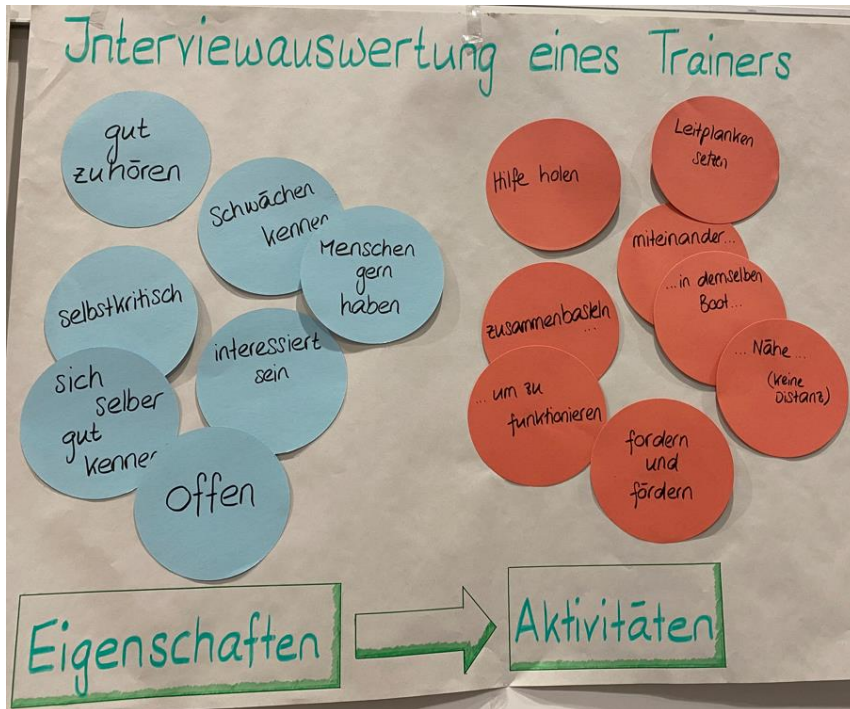 Interviewauswertung eines Trainers
gut
zuhören
Schwächen
kennen
Menschen
gern
haben
selbstkritisch
interessiert
sein
sich
selber
gut
kennen
offen
Hilfe holen
Leitplanken
setzen
miteinander...
...in demselben
Boot...
... Nähe ...
(keine
Distanz)
zusammenbasteln
...
... um zu
funktionieren
fordern
und
fördern
Eigenschaften
Aktivitäten